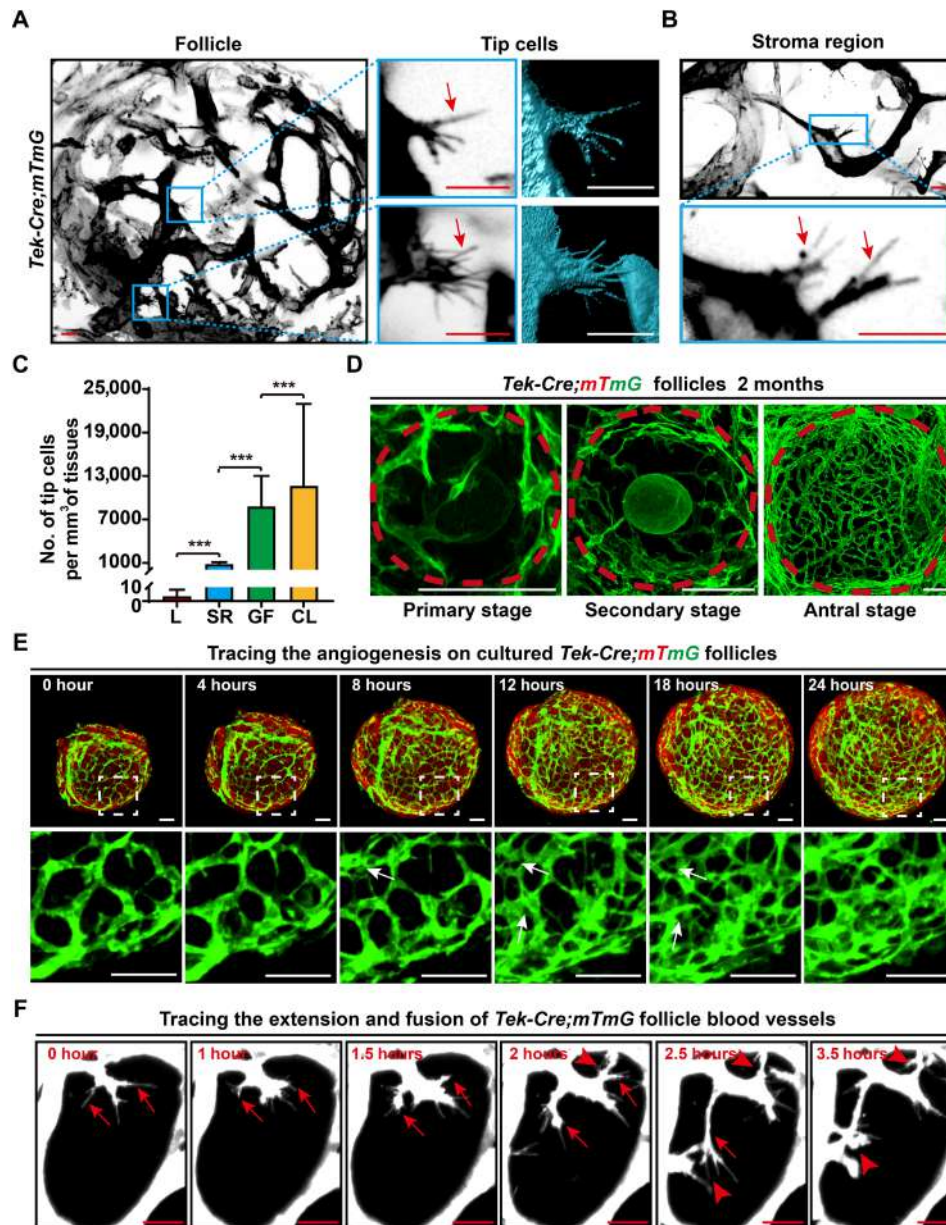 A
B
Follicle
Tip cells
Stroma region
Tek-Cre;mTmG
C
D
Tek-Cre;mTmG follicles 2 months
No. of tip cells
per mm³of tissues
25,000
19,000
13,000
7000
1000
10
0
***
***
***
L
SR
GF
CL
Primary stage
Secondary stage
Antral stage
E
Tracing the angiogenesis on cultured Tek-Cre;mTmG follicles
0 hour
4 hours
8 hours
12 hours
18 hours
24 hours
F
Tracing the extension and fusion of Tek-Cre;mTmG follicle blood vessels
0 hour
1 hour
1.5 hours
2 hours
2.5 hours
3.5 hours